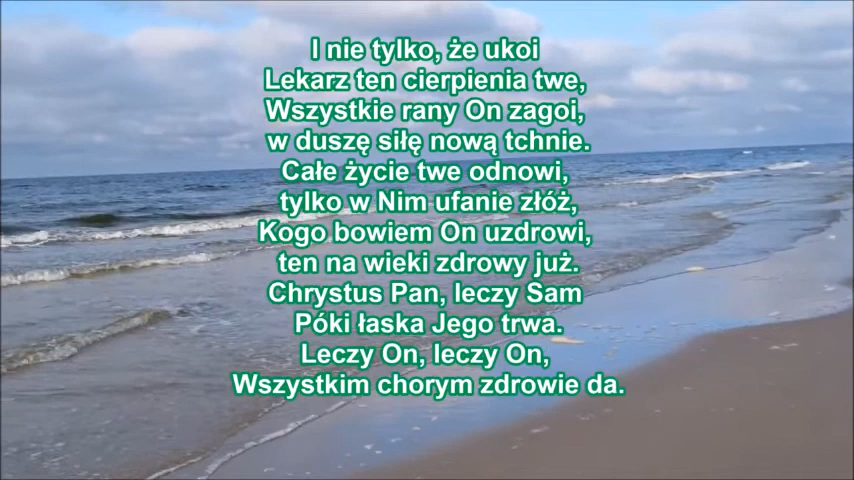 I nie tylko, że ukoi
Lekarz ten cierpienia twe,
Wszystkie rany On zagoi,
w duszę siłę nową tchnie.
Całe życie twe odnowi,
tylko w Nim ufanie złóż,
Kogo bowiem On uzdrowi,
ten na wieki zdrowy już.
Chrystus Pan, leczy Sam
Póki łaska Jego trwa.
Leczy On, leczy On,
Wszystkim chorym zdrowie da.